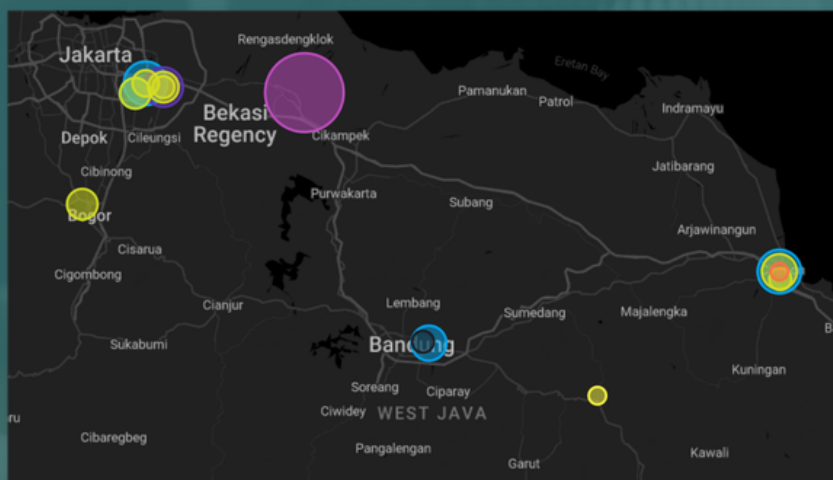 Rengasdengklok
Jakarta
Eretan Bay
Pamanukan
Patrol
Indramayu
Bekasi
Regency
Depok
Cileungsi
Cikampek
Cibinong
Jatibarang
Purwakarta
Subang
Bogor
Arjawinangun
Cisarua
Cigombong
Cianjur
Lembang
Sumedang
Majalengka
Sukabumi
Bandung
Kuningan
Soreang
Ciparay
Ciwidey
WEST JAVA
ru
Cibaregbeg
Pangalengan
Garut
Kawali
B